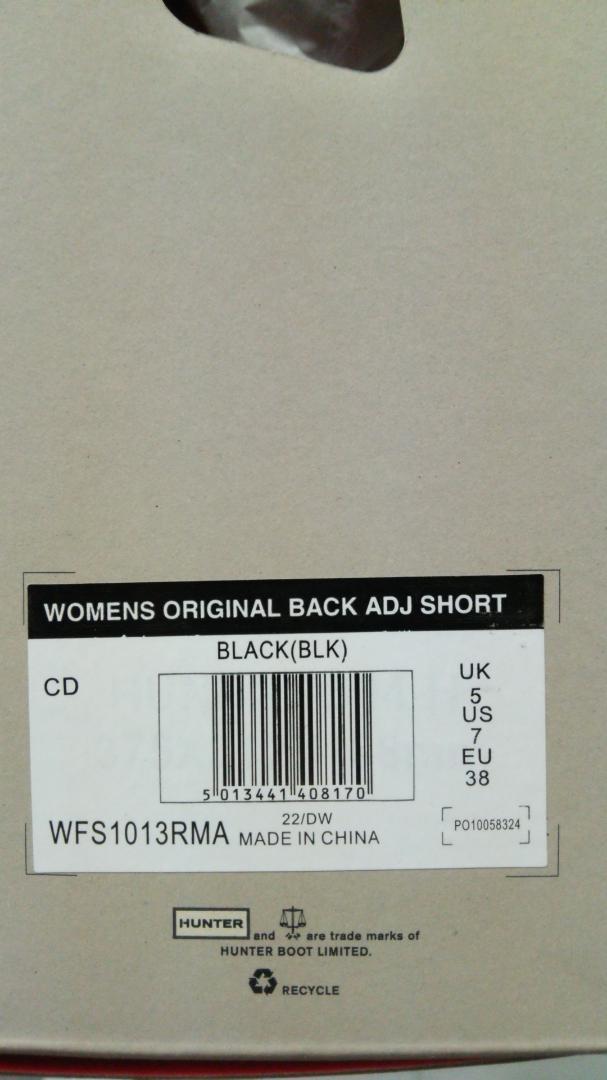 WOMENS ORIGINAL BACK ADJ SHORT
BLACK(BLK)
CD
UK
5
US
7
EU
38
5 013441 408170
22/DW
WFS1013RMA MADE IN CHINA
PO10058324
HUNTER and are trade marks of
HUNTER BOOT LIMITED.
RECYCLE